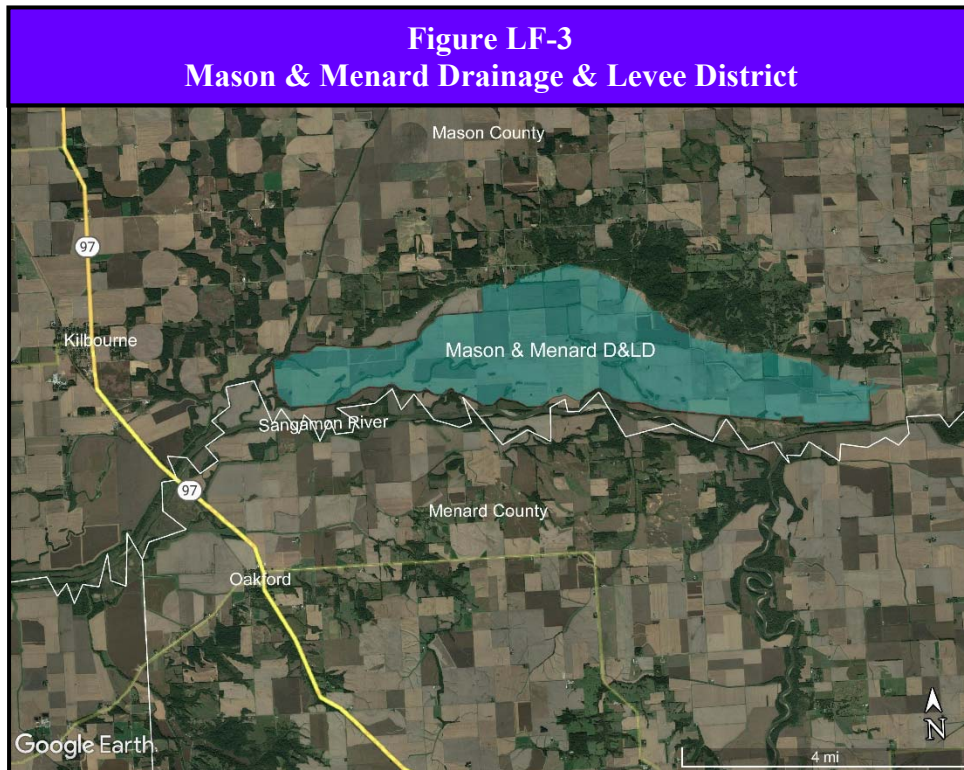 Figure LF-3
Mason & Menard Drainage & Levee District
Mason County
97
Kilbourne
Mason & Menard D&LD
Sangamon River
97
Menard County
Oakford
N
Google Earth
4 mi